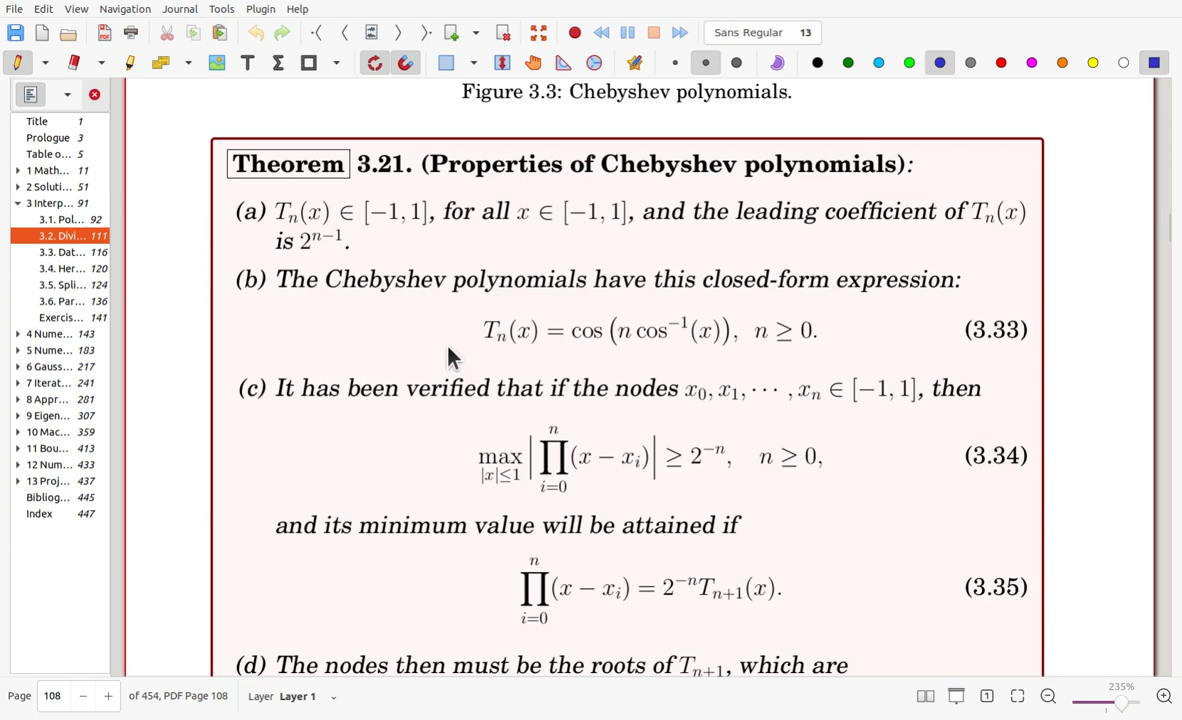 File Edit View Navigation Journal Tools Plugin Help
Sans Regular 13
Title 1
Prologue 3
Table o... 5
1 Math... 11
2 Soluti... 51
3 Interp... 91
3.1. Pol... 92
3.2. Divi... 111
3.3. Dat... 116
3.4. Her... 120
3.5. Spli... 124
3.6. Par... 136
Exercis... 141
4 Nume... 143
5 Nume... 183
6 Gauss... 217
7 Iterat... 241
8 Appr... 281
9 Eigen... 307
10 Mac... 359
11 Bou... 413
12 Num... 433
13 Proj... 437
Bibliog... 445
Index 447
Figure 3.3: Chebyshev polynomials.
Theorem 3.21. (Properties of Chebyshev polynomials):
(a) Tₙ(x) ∈ [−1, 1], for all x ∈ [−1, 1], and the leading coefficient of Tₙ(x)
is 2ⁿ⁻¹.
(b) The Chebyshev polynomials have this closed-form expression:
Tₙ(x) = cos (n cos⁻¹(x)), n ≥ 0. (3.33)
(c) It has been verified that if the nodes x₀, x₁, ⋯ , xₙ ∈ [−1, 1], then
max_{|x|≤1} |∏_{i=0}^{n} (x − xᵢ)| ≥ 2⁻ⁿ, n ≥ 0, (3.34)
and its minimum value will be attained if
∏_{i=0}^{n} (x − xᵢ) = 2⁻ⁿTₙ₊₁(x). (3.35)
(d) The nodes then must be the roots of Tₙ₊₁, which are
Page 108 − + of 454, PDF Page 108 Layer Layer 1 235%